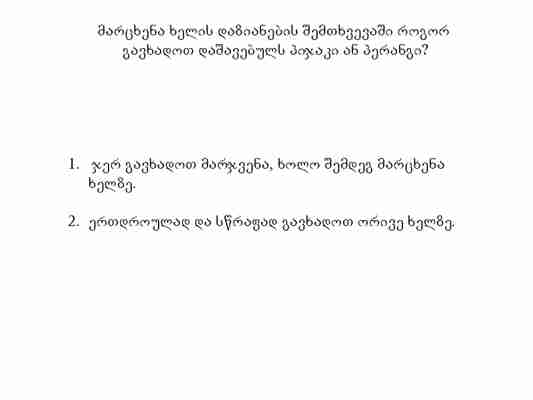 მარცხენა ხელის დაზიანების შემთხვევაში როგორ
გავხადოთ დაშავებულს პიჯაკი ან პერანგი?
1. ჯერ გავხადოთ მარჯვენა, ხოლო შემდეგ მარცხენა
ხელზე.
2. ერთდროულად და სწრაფად გავხადოთ ორივე ხელზე.